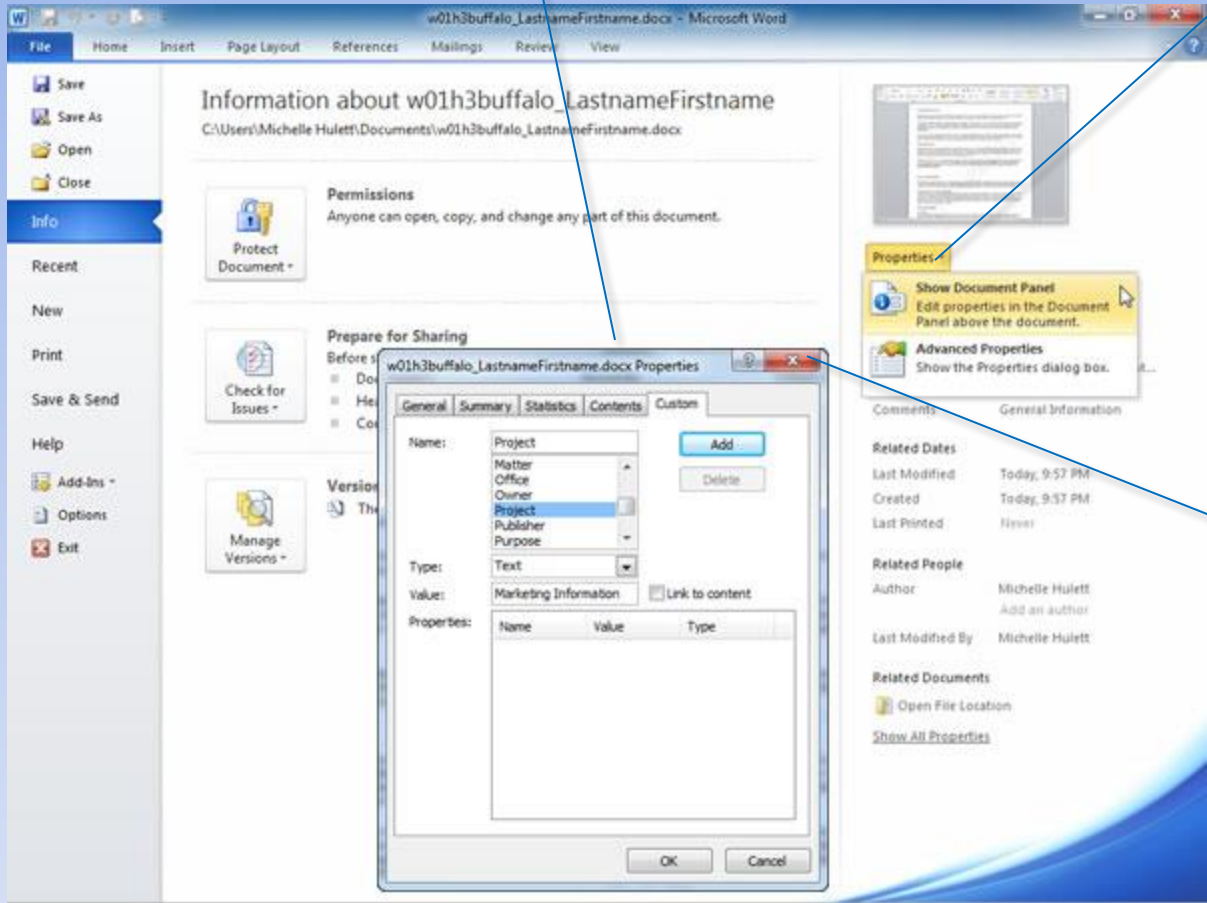 w01h3buffalo_LastnameFirstname.docx - Microsoft Word
File Home Insert Page Layout References Mailings Review View
Save
Save As
Open
Close
Info
Recent
New
Print
Save & Send
Help
Add-Ins
Options
Exit
Information about w01h3buffalo_LastnameFirstname
C:\Users\Michelle Hulett\Documents\w01h3buffalo_LastnameFirstname.docx
Protect
Document
Permissions
Anyone can open, copy, and change any part of this document.
Check for
Issues
Prepare for Sharing
Before s
Do
He
Co
Manage
Versions
Version
The
w01h3buffalo_LastnameFirstname.docx Properties
General Summary Statistics Contents Custom
Name: Project
Matter
Office
Owner
Project
Publisher
Purpose
Add
Delete
Type: Text
Value: Marketing Information Link to content
Properties: Name Value Type
OK Cancel
Properties
Show Document Panel
Edit properties in the Document
Panel above the document.
Advanced Properties
Show the Properties dialog box.
Comments General Information
Related Dates
Last Modified Today, 9:57 PM
Created Today, 9:57 PM
Last Printed Never
Related People
Author Michelle Hulett
Add an author
Last Modified By Michelle Hulett
Related Documents
Open File Location
Show All Properties